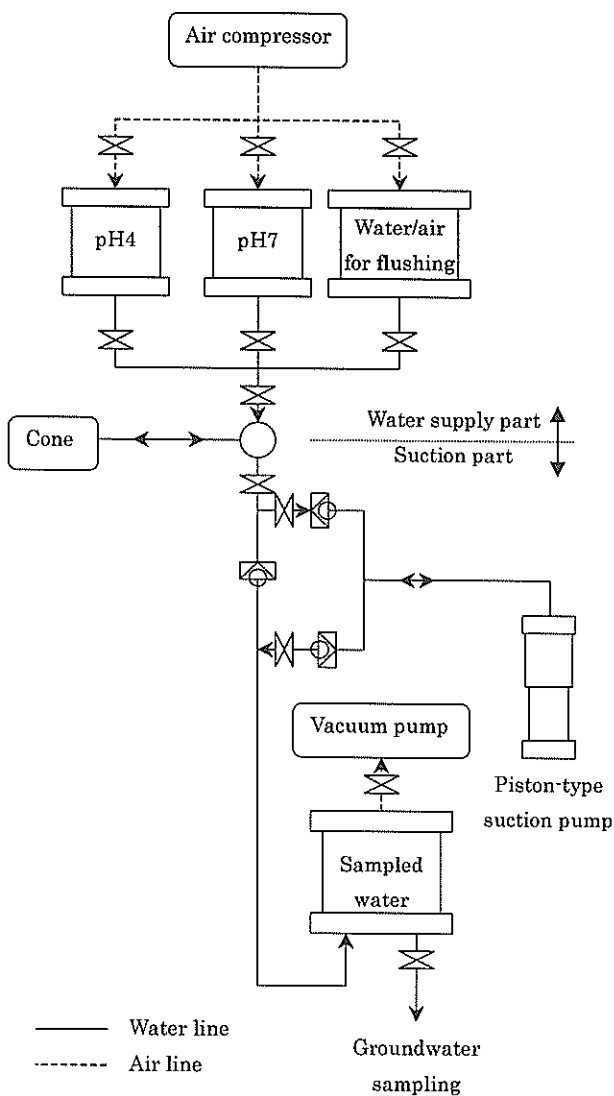 Air compressor
pH4
pH7
Water/air
for flushing
Cone
Water supply part
Suction part
Vacuum pump
Piston-type
suction pump
Sampled
water
Water line
Air line
Groundwater
sampling